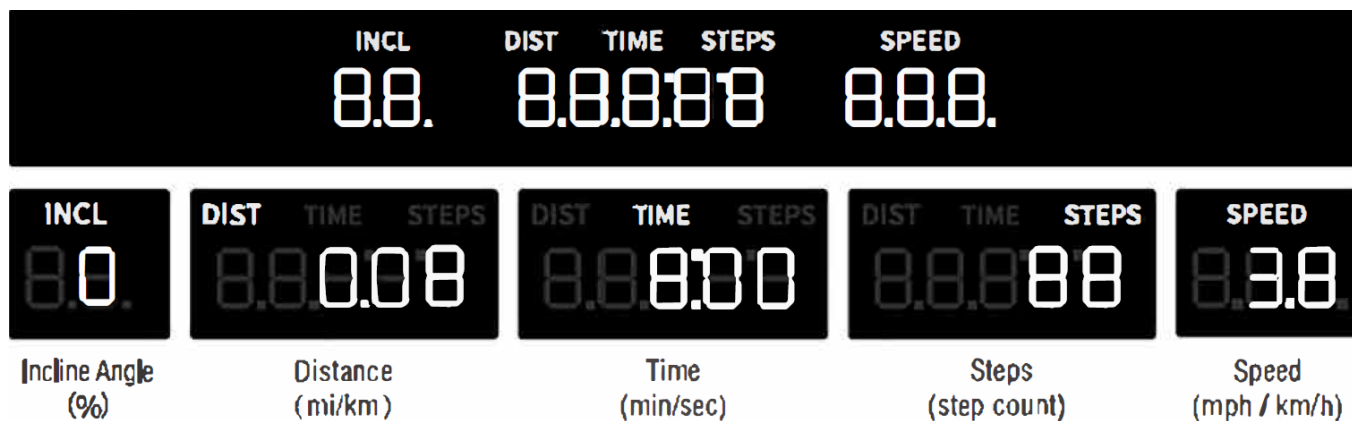 INCL DIST TIME STEPS SPEED
8.8. 8.8.8:8'8 8.8.8.
INCL DIST TIME STEPS DIST TIME STEPS DIST TIME STEPS SPEED
0 0.08 8:00 88 3.8
Incline Angle Distance Time Steps Speed
(%) (mi/km) (min/sec) (step count) (mph / km/h)